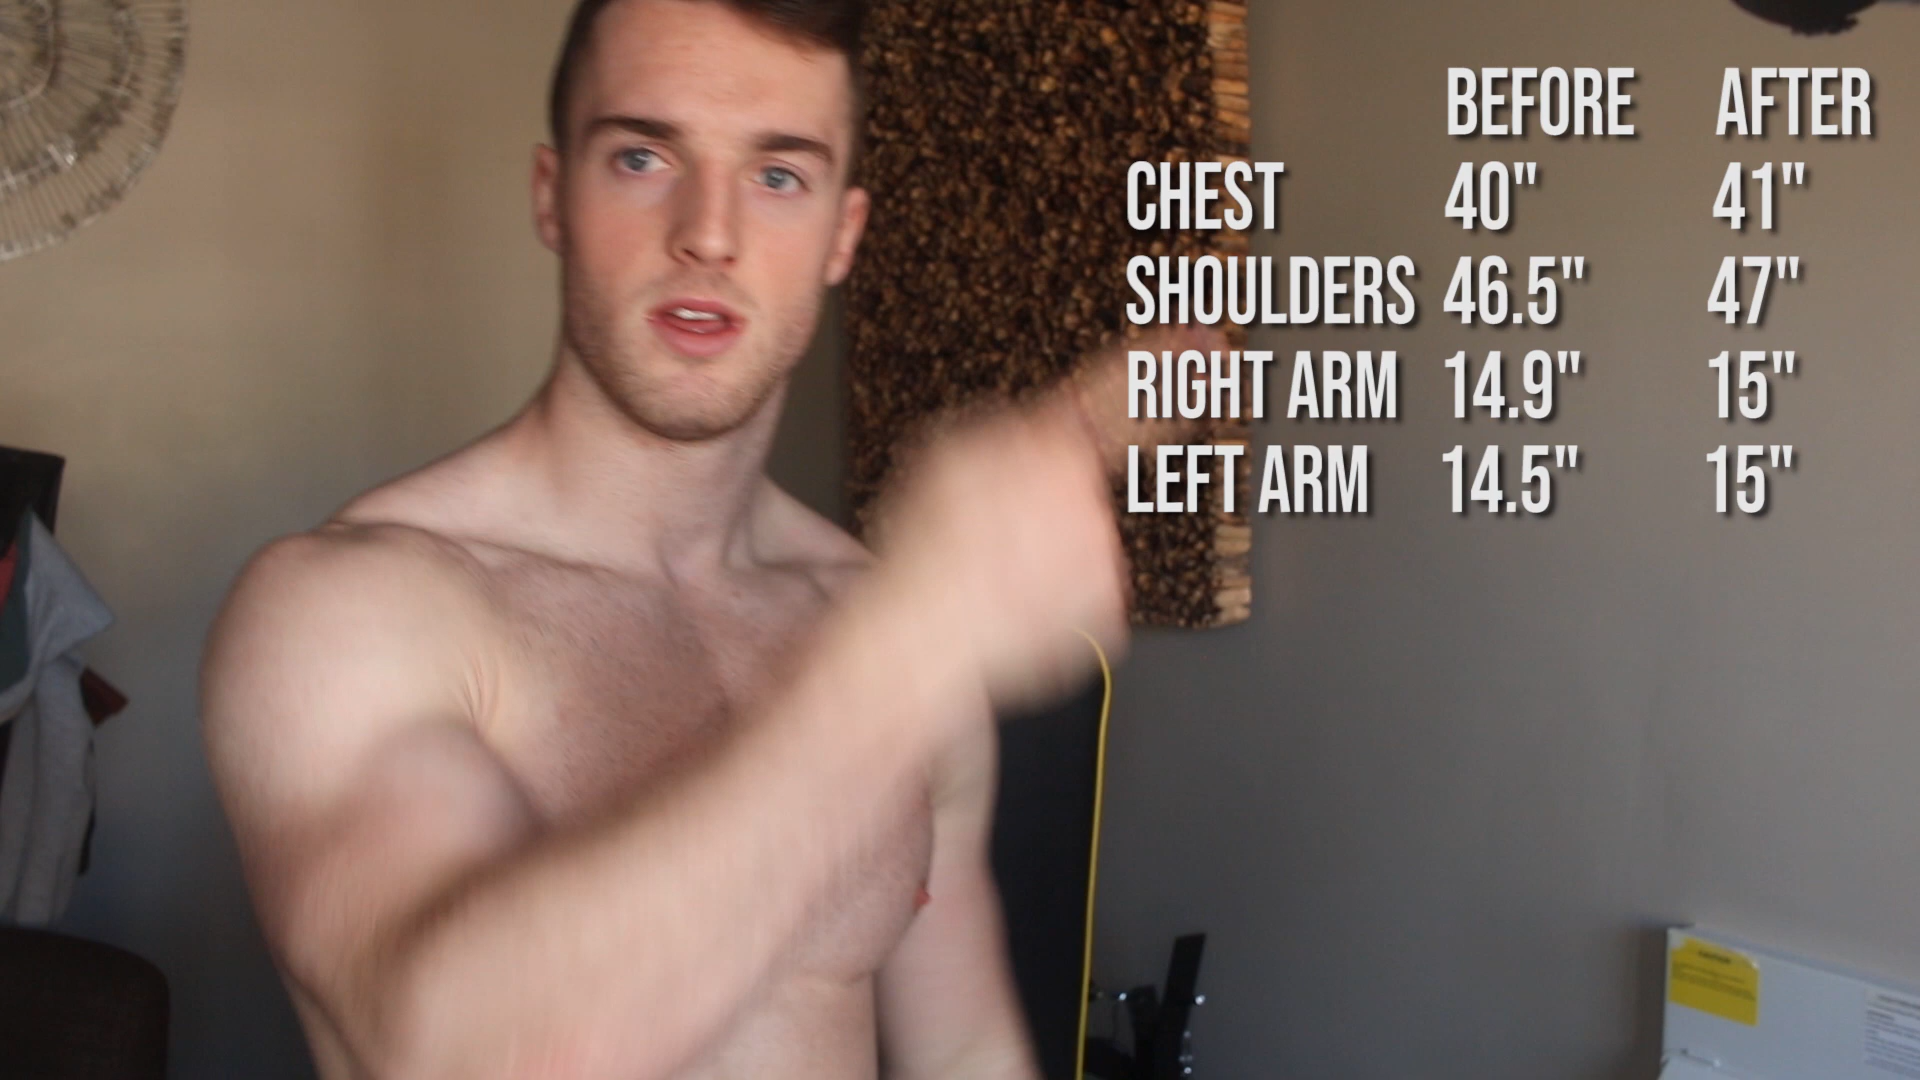 BEFORE AFTER
CHEST 40" 41"
SHOULDERS 46.5" 47"
RIGHT ARM 14.9" 15"
LEFT ARM 14.5" 15"